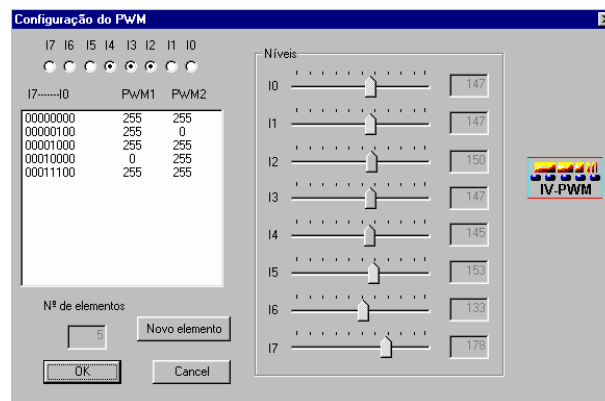 Configuração do PWM
I7 I6 I5 I4 I3 I2 I1 I0
I7-------I0 PWM1 PWM2
00000000 255 255
00000100 255 0
00001000 255 255
00010000 0 255
00011100 255 255
Nº de elementos
5
Novo elemento
OK
Cancel
Níveis
I0 147
I1 147
I2 150
I3 147
I4 145
I5 153
I6 133
I7 178
IV-PWM